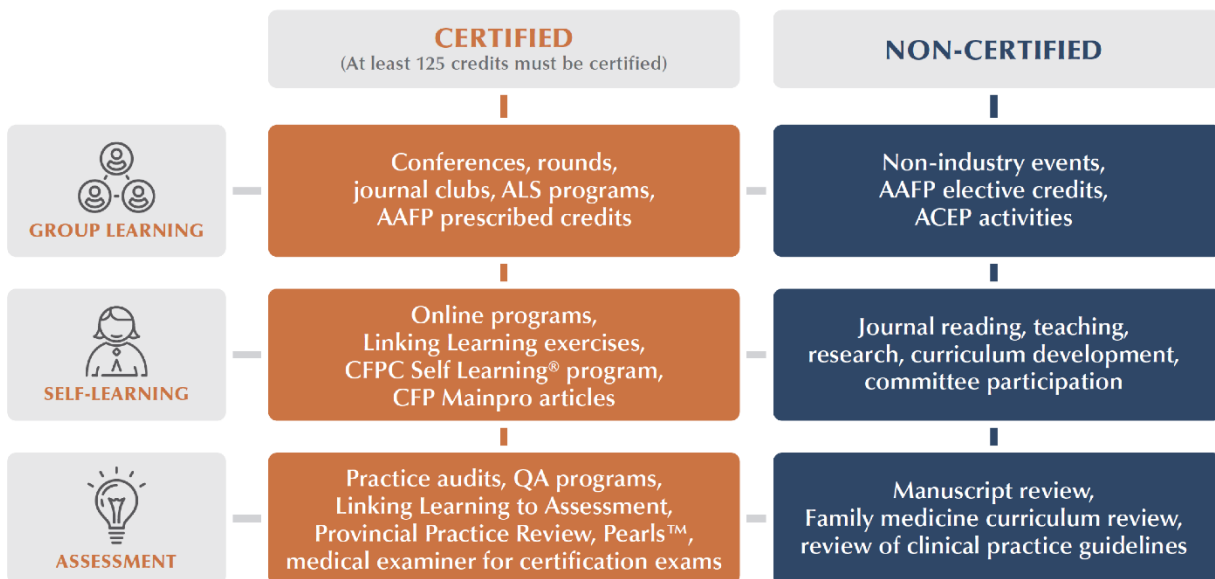 CERTIFIED
(At least 125 credits must be certified)
NON-CERTIFIED
GROUP LEARNING
Conferences, rounds,
journal clubs, ALS programs,
AAFP prescribed credits
Non-industry events,
AAFP elective credits,
ACEP activities
SELF-LEARNING
Online programs,
Linking Learning exercises,
CFPC Self Learning® program,
CFP Mainpro articles
Journal reading, teaching,
research, curriculum development,
committee participation
ASSESSMENT
Practice audits, QA programs,
Linking Learning to Assessment,
Provincial Practice Review, Pearls™,
medical examiner for certification exams
Manuscript review,
Family medicine curriculum review,
review of clinical practice guidelines